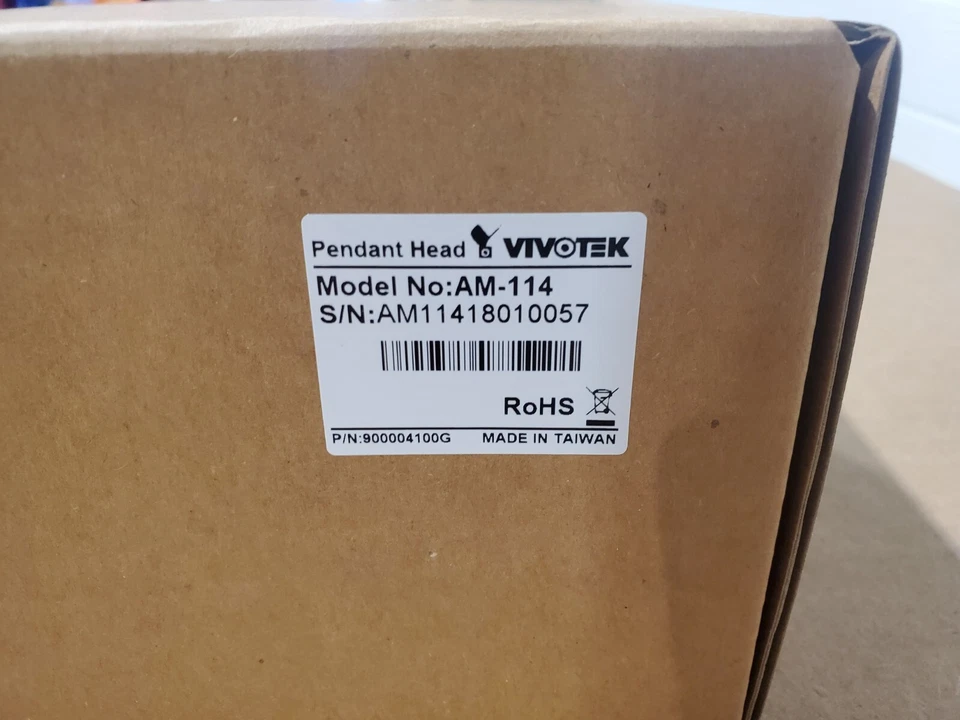 Pendant Head VIVOTEK
Model No:AM-114
S/N:AM11418010057
RoHS
P/N:900004100G MADE IN TAIWAN